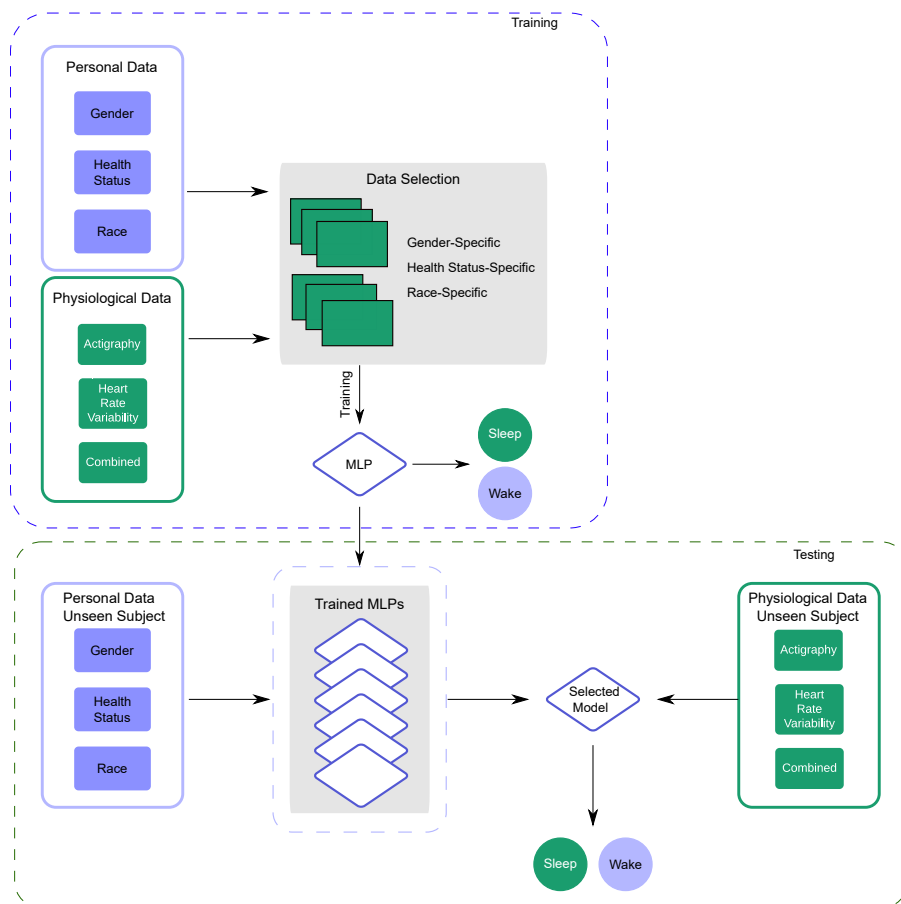 Training
Personal Data
Gender
Health
Status
Race
Physiological Data
Actigraphy
Heart
Rate
Variability
Combined
Data Selection
Gender-Specific
Health Status-Specific
Race-Specific
Training
MLP
Sleep
Wake
Testing
Personal Data
Unseen Subject
Gender
Health
Status
Race
Trained MLPs
Selected
Model
Physiological Data
Unseen Subject
Actigraphy
Heart
Rate
Variability
Combined
Sleep
Wake